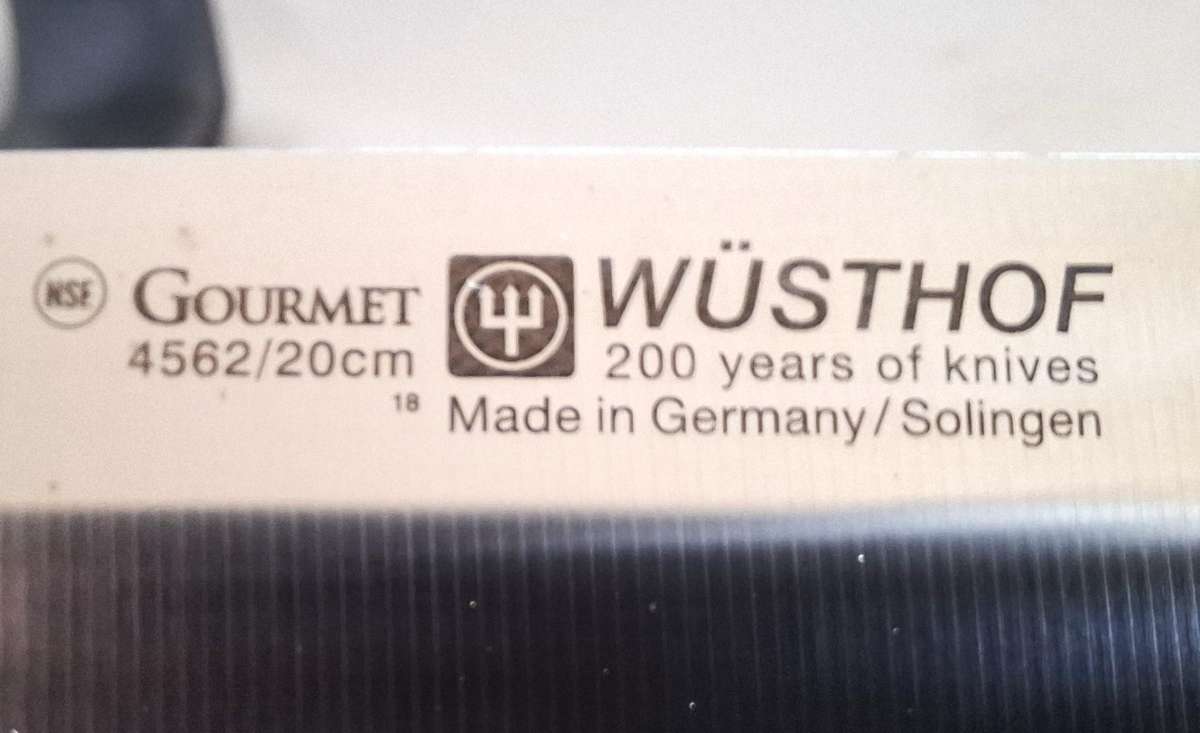 NSF GOURMET WÜSTHOF
4562/20cm 200 years of knives
18 Made in Germany/Solingen